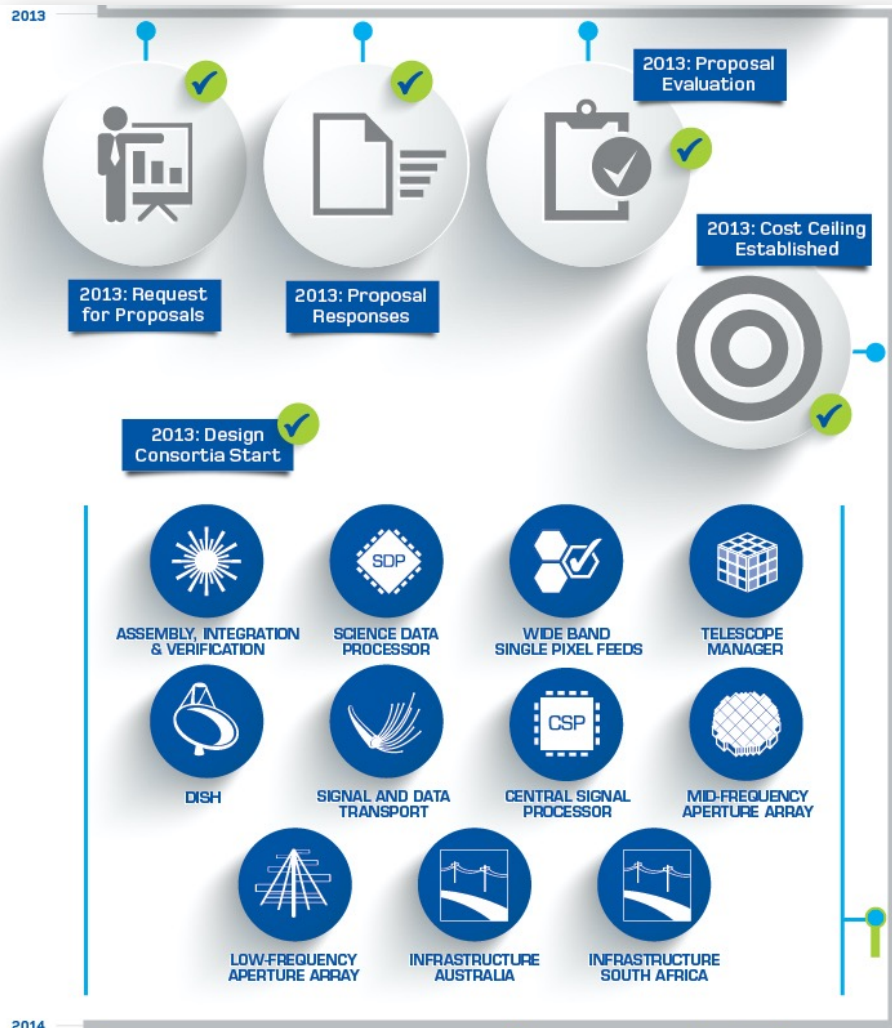 2013
2013: Proposal
Evaluation
2013: Cost Ceiling
Established
2013: Request
for Proposals
2013: Proposal
Responses
2013: Design
Consortia Start
SDP
ASSEMBLY, INTEGRATION
& VERIFICATION
SCIENCE DATA
PROCESSOR
WIDE BAND
SINGLE PIXEL FEEDS
TELESCOPE
MANAGER
CSP
DISH
SIGNAL AND DATA
TRANSPORT
CENTRAL SIGNAL
PROCESSOR
MID-FREQUENCY
APERTURE ARRAY
LOW-FREQUENCY
APERTURE ARRAY
INFRASTRUCTURE
AUSTRALIA
INFRASTRUCTURE
SOUTH AFRICA
2014